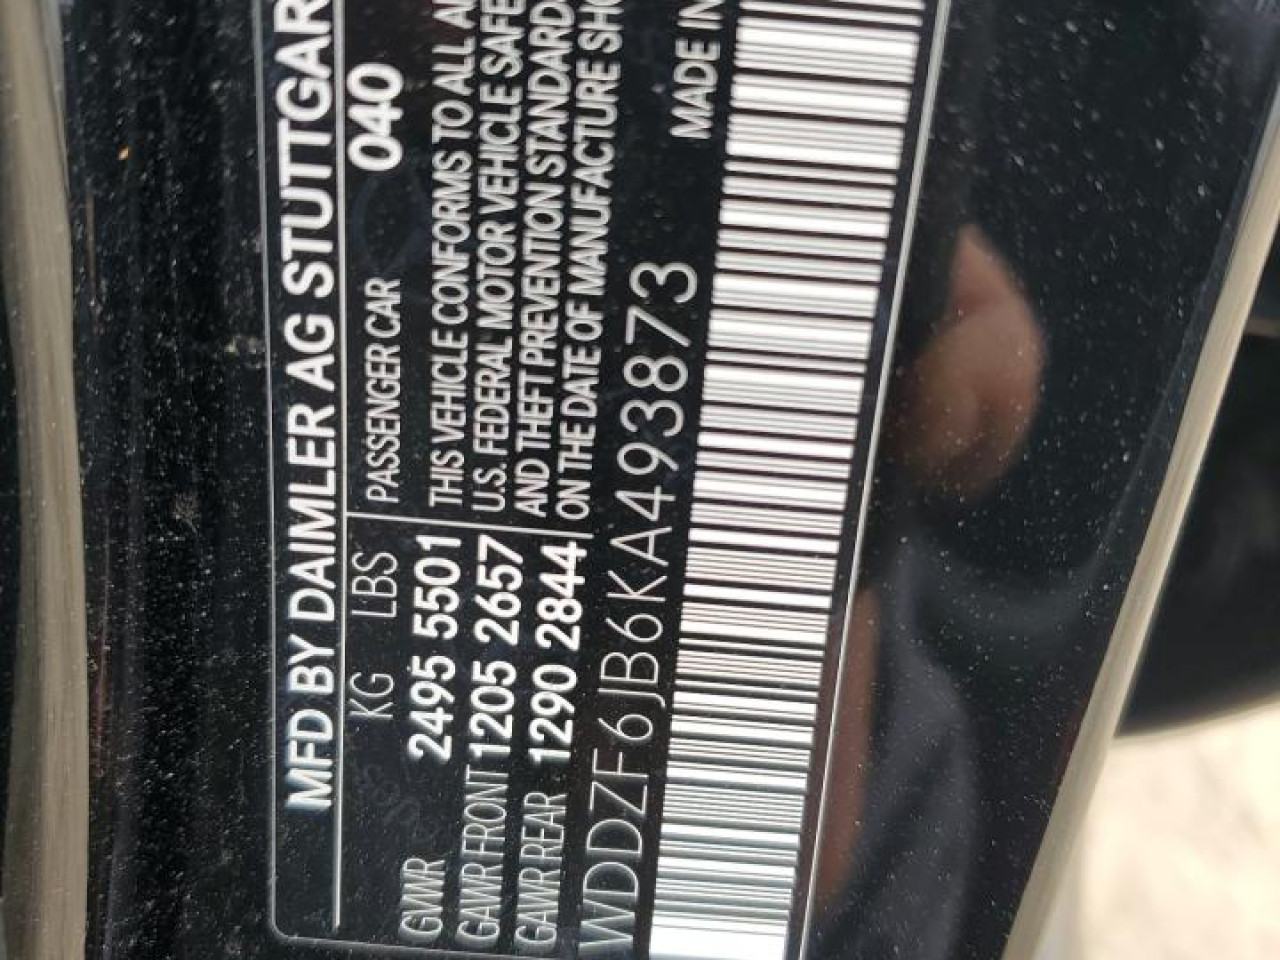 MFD BY DAIMLER AG STUTTGAR
KG LBS PASSENGER CAR 040
GVWR 2495 5501
GAWR FRONT 1205 2657
GAWR REAR 1290 2844
THIS VEHICLE CONFORMS TO ALL A
U.S. FEDERAL MOTOR VEHICLE SAFE
AND THEFT PREVENTION STANDARD
ON THE DATE OF MANUFACTURE SHO
WDDZF6JB6KA493873 MADE IN